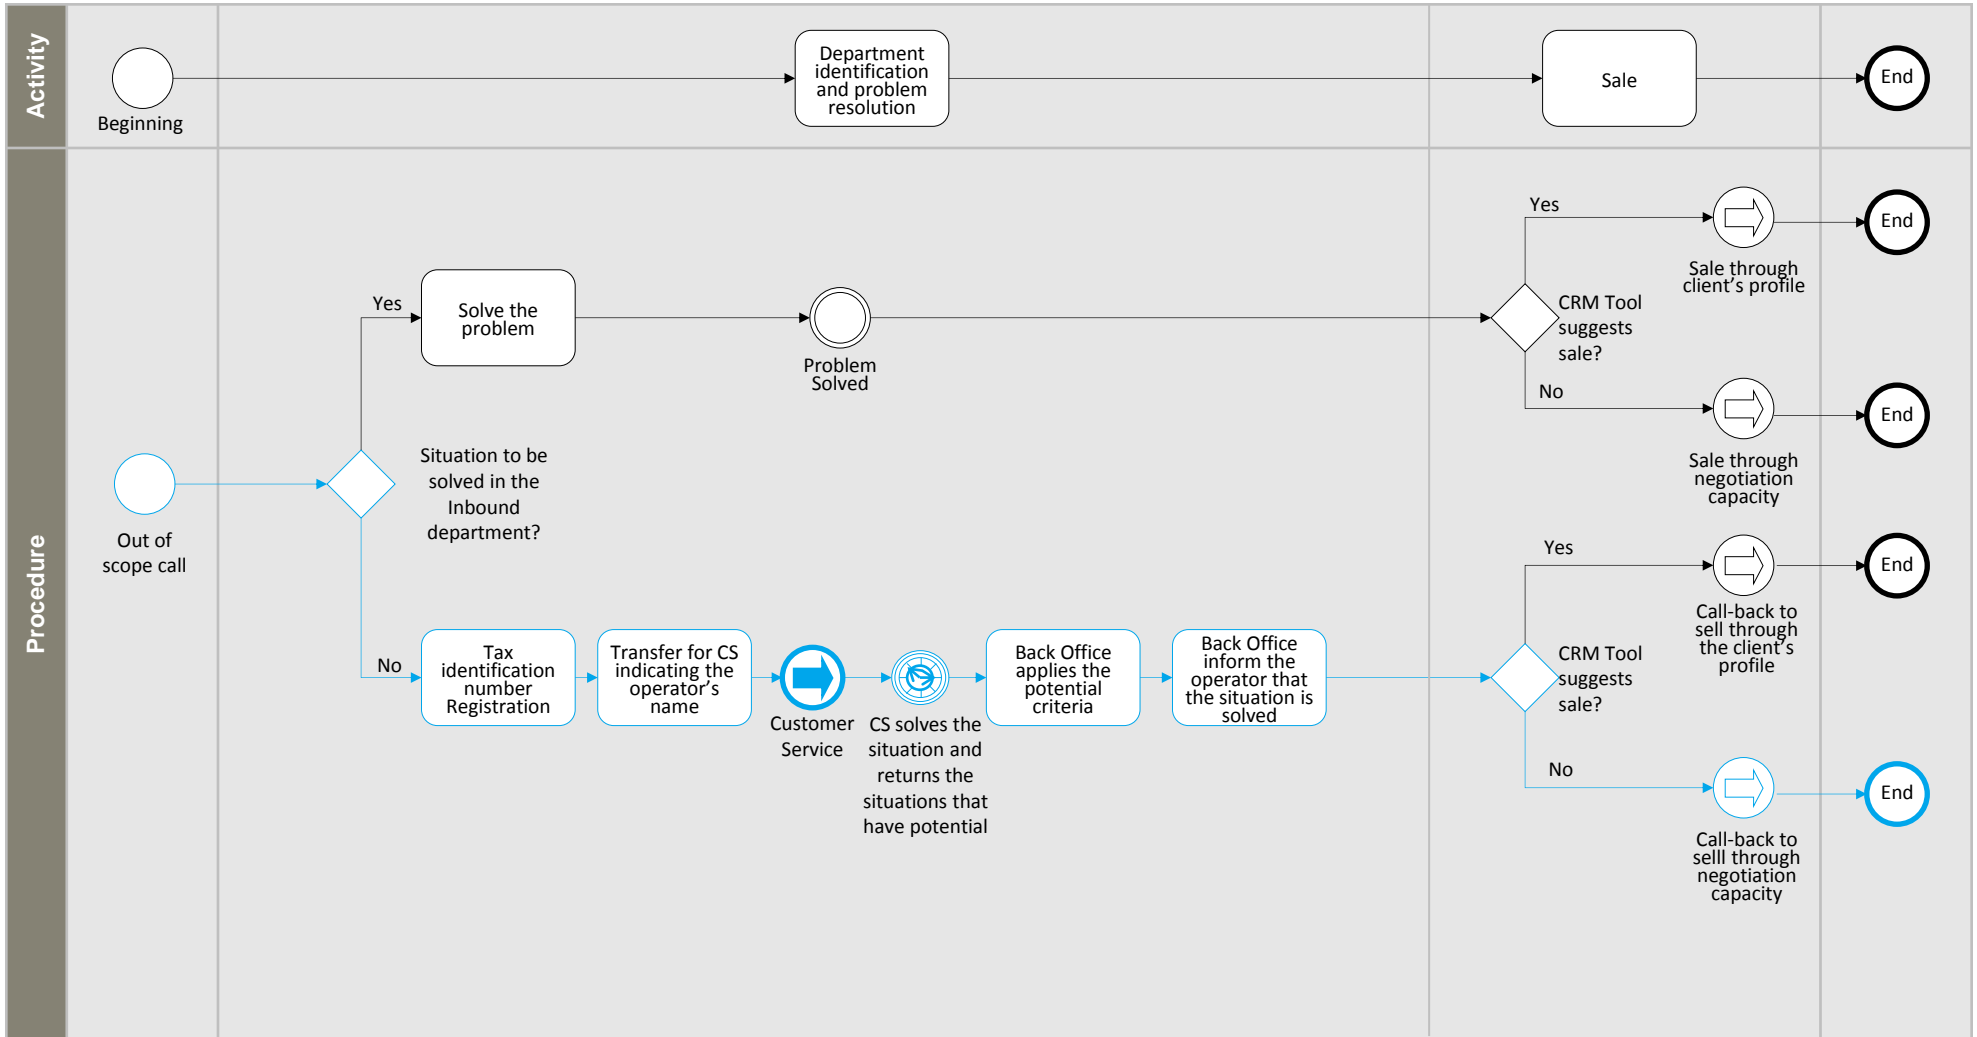 Activity
Beginning
Department
identification
and problem
resolution
Sale
End
Procedure
Out of
scope call
Situation to be
solved in the
Inbound
department?
Yes
Solve the
problem
Problem
Solved
CRM Tool
suggests
sale?
Yes
Sale through
client’s profile
End
No
Sale through
negotiation
capacity
End
No
Tax
identification
number
Registration
Transfer for CS
indicating the
operator’s
name
Customer
Service
CS solves the
situation and
returns the
situations that
have potential
Back Office
applies the
potential
criteria
Back Office
inform the
operator that
the situation is
solved
CRM Tool
suggests
sale?
Yes
Call-back to
sell through
the client’s
profile
End
No
Call-back to
selll through
negotiation
capacity
End